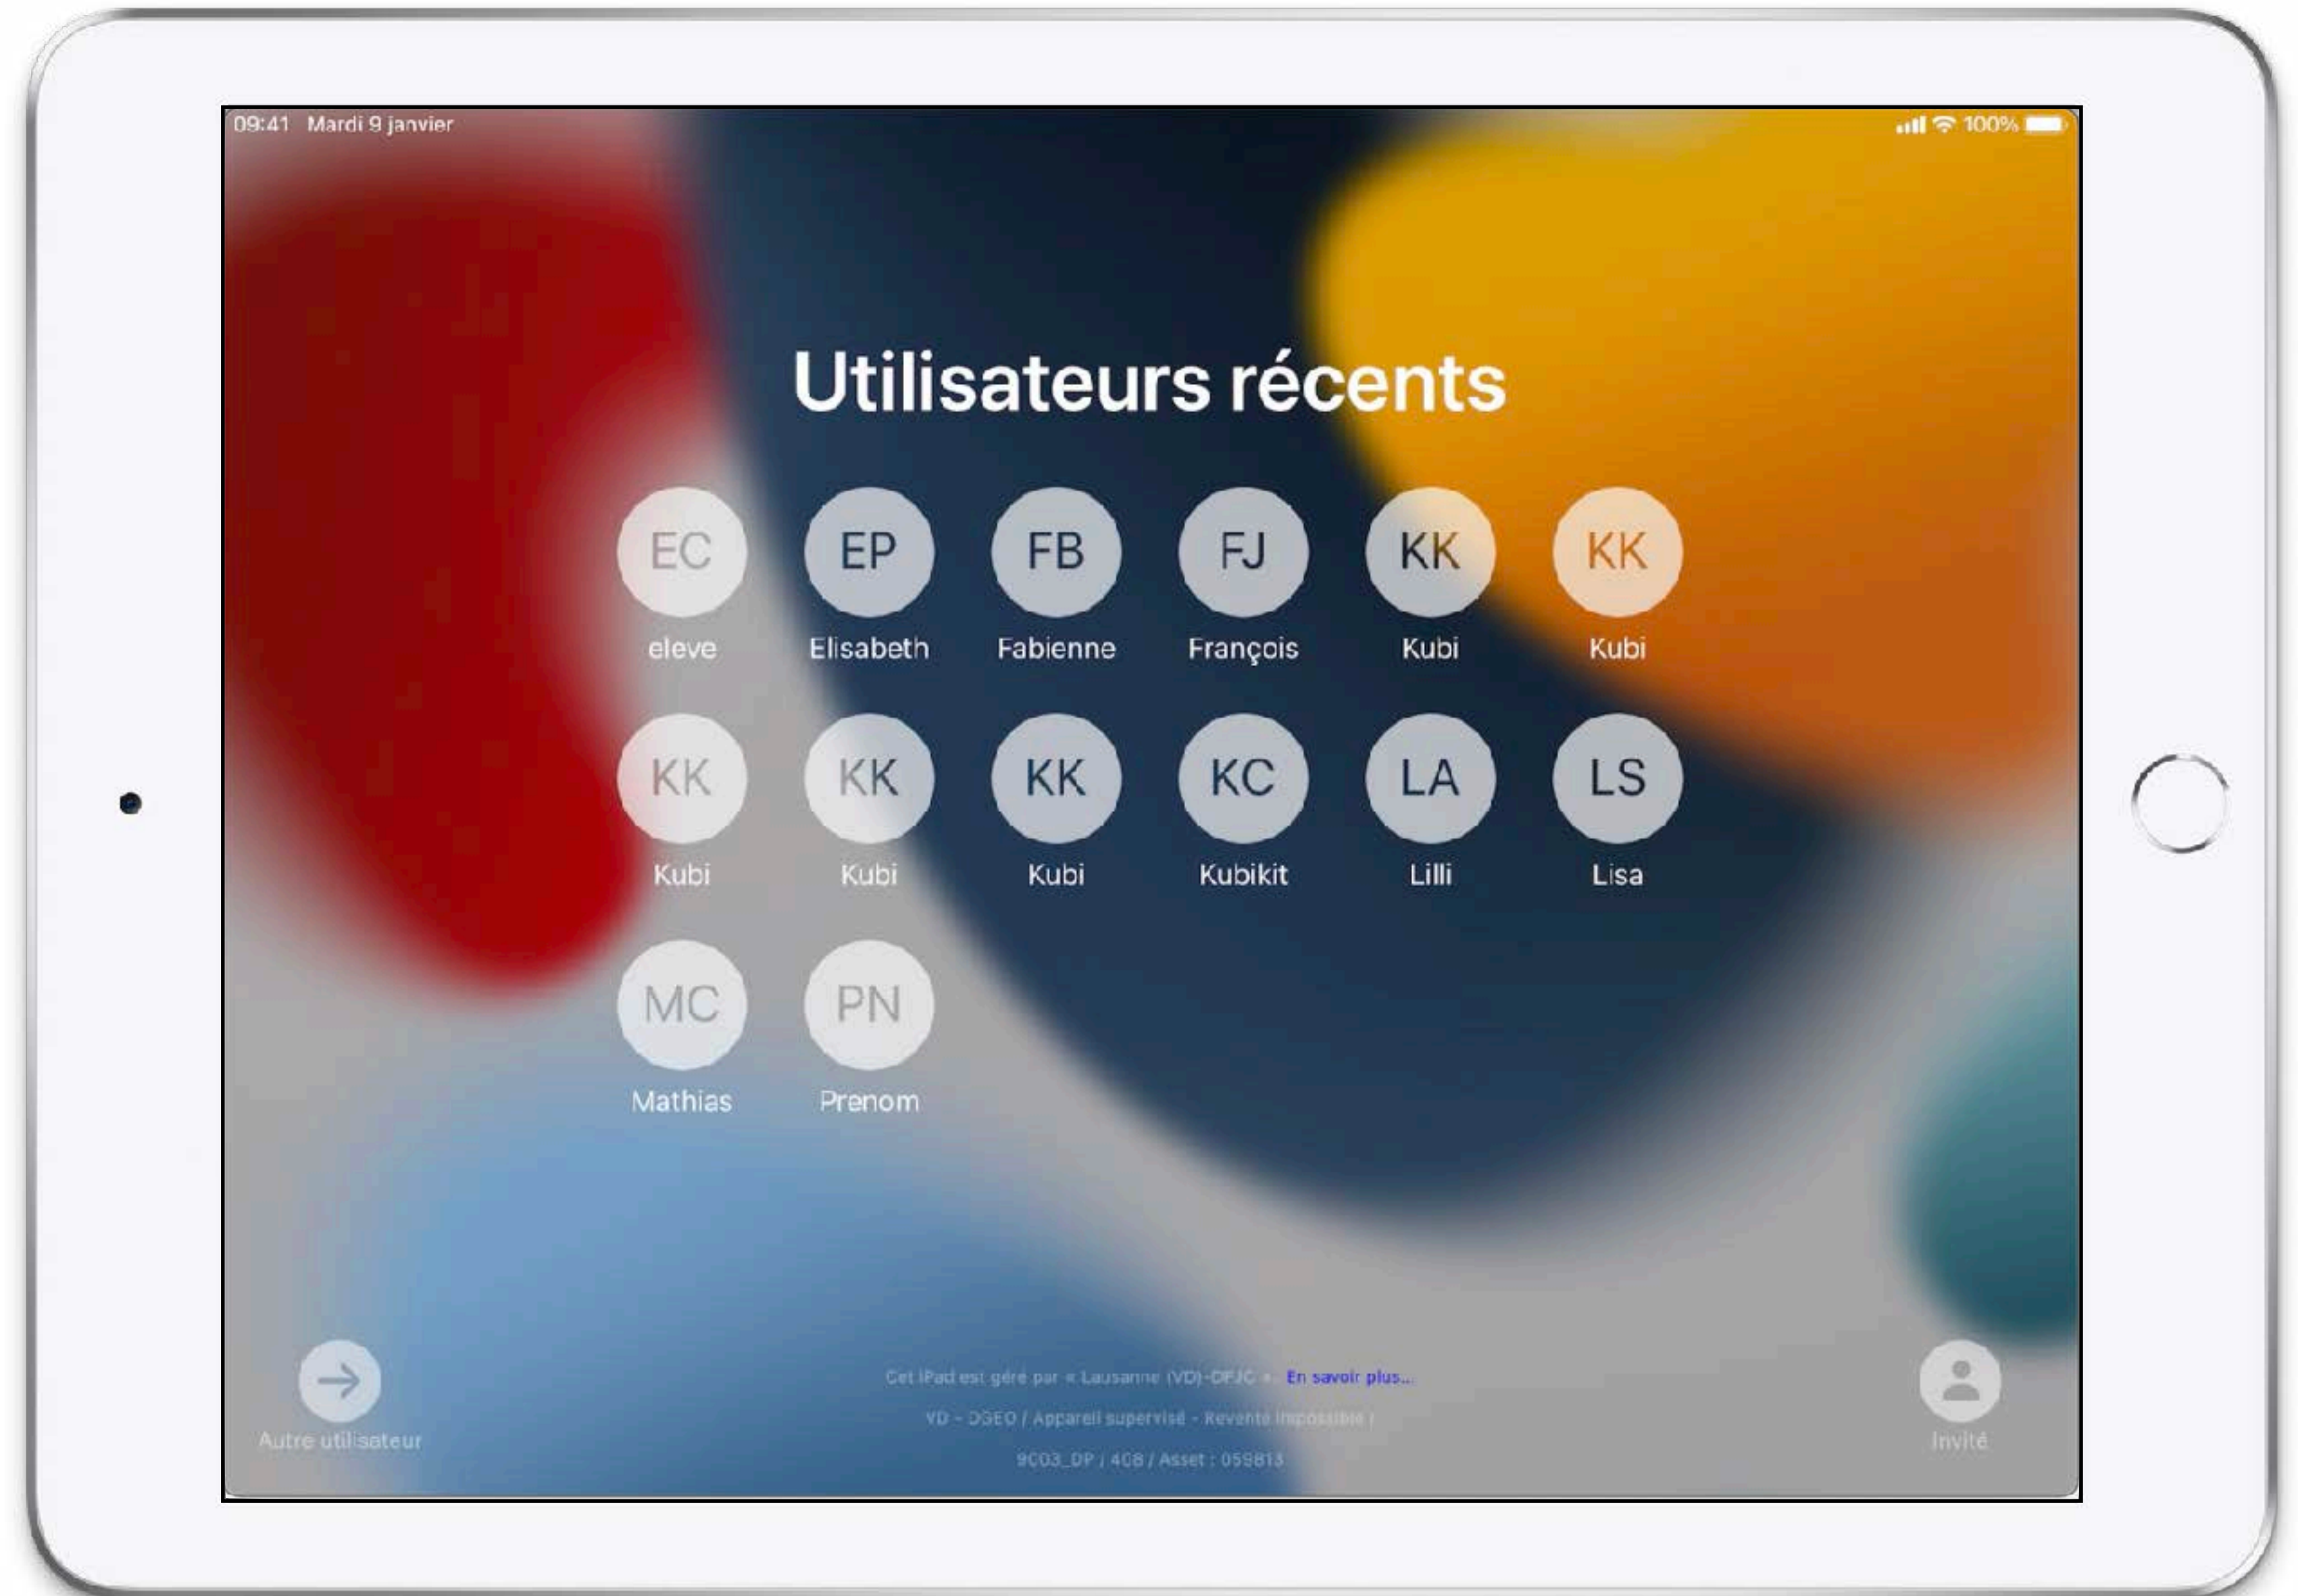 09:41 Mardi 9 janvier
100%
Utilisateurs récents
EC EP FB FJ KK KK
eleve Elisabeth Fabienne François Kubi Kubi
KK KK KK KC LA LS
Kubi Kubi Kubi Kubikit Lilli Lisa
MC PN
Mathias Prenom
Cet iPad est géré par « Lausanne (VD)-DFJC ». En savoir plus...
VD - DGEO / Appareil supervisé - Revente impossible !
Autre utilisateur
Invité
/ Asset : 059813